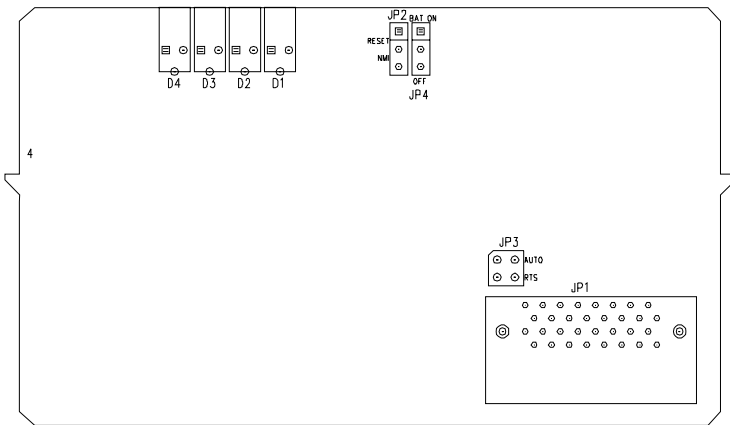 JP2 BAT ON
RESET
NMI
OFF
JP4
D4 D3 D2 D1
4
JP3
AUTO
RTS
JP1